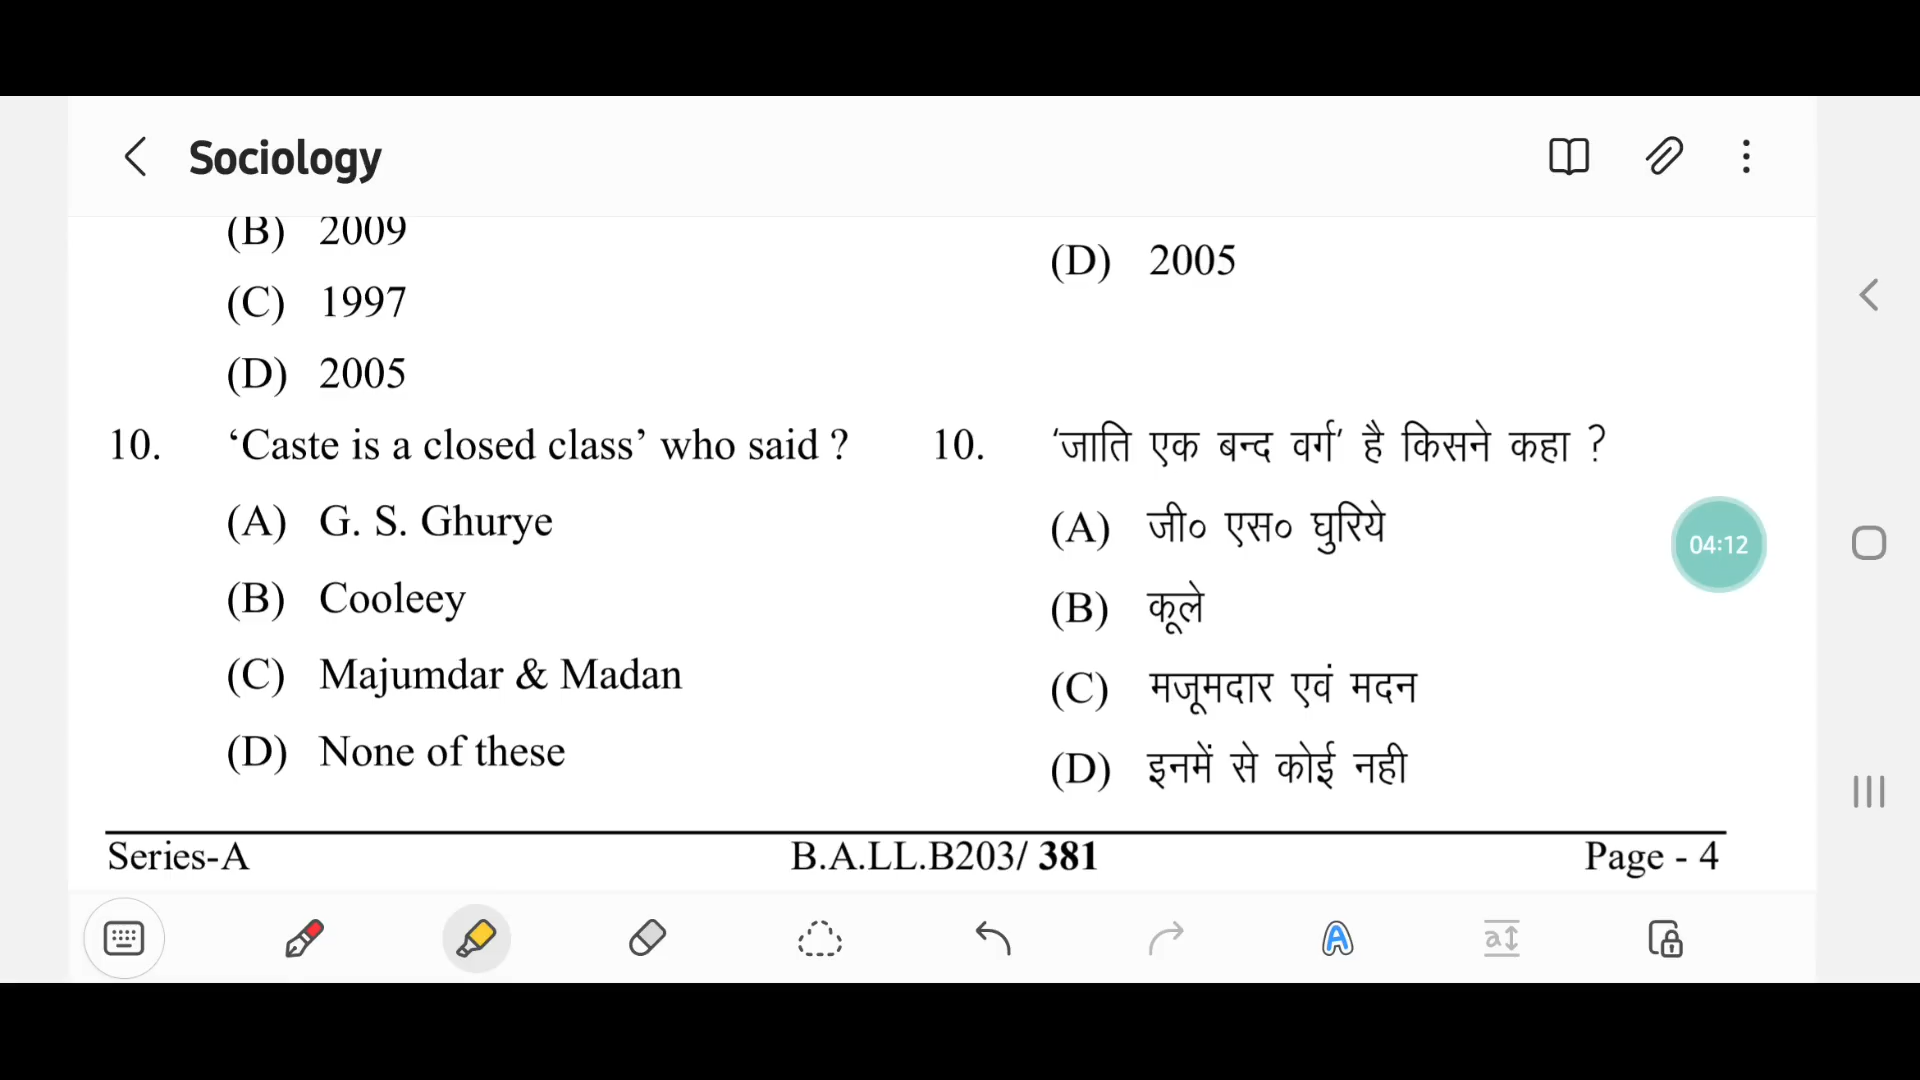 Sociology
(B) 2009
(C) 1997
(D) 2005
10. ‘Caste is a closed class’ who said ?
(A) G. S. Ghurye
(B) Cooleey
(C) Majumdar & Madan
(D) None of these
(D) 2005
10. ‘जाति एक बन्द वर्ग’ है किसने कहा ?
(A) जी० एस० घुरिये
(B) कूले
(C) मजूमदार एवं मदन
(D) इनमें से कोई नही
04:12
Series-A B.A.LL.B203/ 381 Page - 4